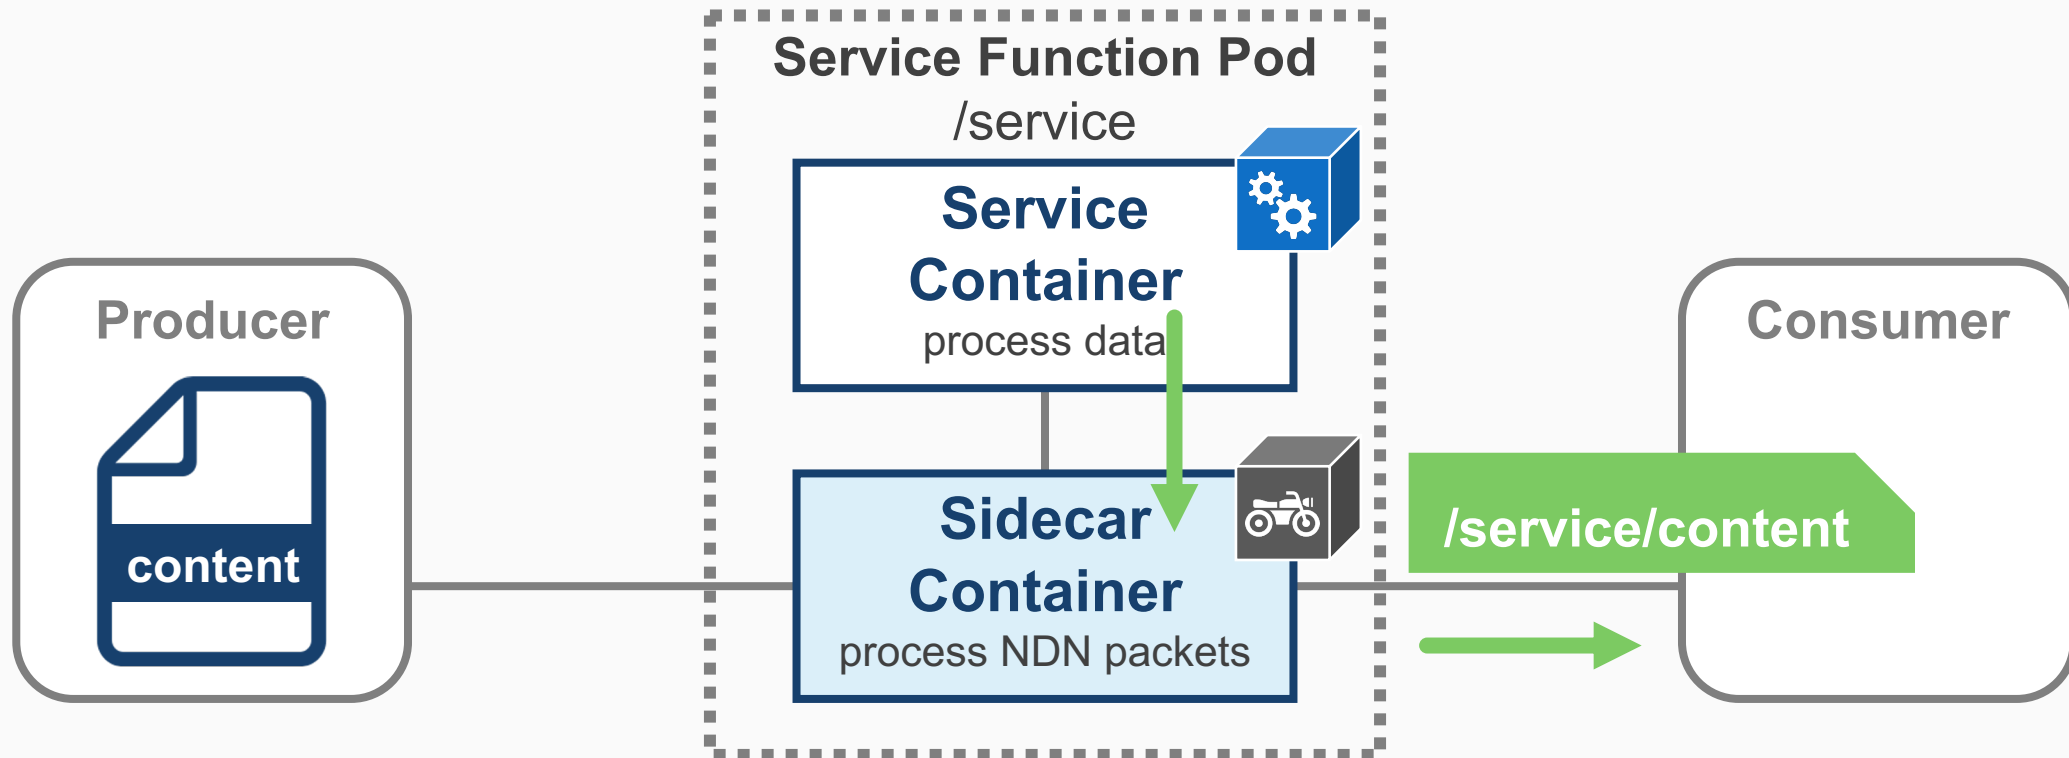 Service Function Pod
/service
Service
Container
process data
Producer
content
Sidecar
Container
process NDN packets
Consumer
/service/content